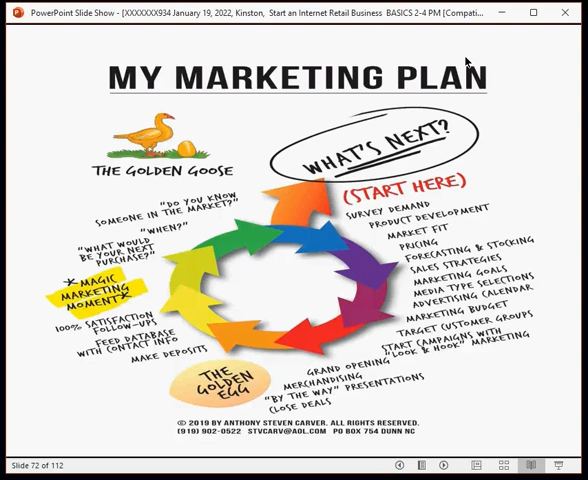 PowerPoint Slide Show - [XXXXXXX934 January 19, 2022, Kinston, Start an Internet Retail Business BASICS 2-4 PM [Compati...
MY MARKETING PLAN
THE GOLDEN GOOSE
WHAT'S NEXT?
(START HERE)
SURVEY DEMAND
PRODUCT DEVELOPMENT
MARKET FIT
PRICING
FORECASTING & STOCKING
SALES STRATEGIES
MARKETING GOALS
MEDIA TYPE SELECTIONS
ADVERTISING CALENDAR
MARKETING BUDGET
TARGET CUSTOMER GROUPS
START CAMPAIGNS WITH
"LOOK & HOOK" MARKETING
GRAND OPENING
MERCHANDISING
"BY THE WAY" PRESENTATIONS
CLOSE DEALS
THE
GOLDEN
EGG
MAKE DEPOSITS
FEED DATABASE
WITH CONTACT INFO
100% SATISFACTION
FOLLOW-UPS
*MAGIC
MARKETING
MOMENT*
"WHAT WOULD
BE YOUR NEXT
PURCHASE?"
"WHEN?"
"DO YOU KNOW
SOMEONE IN THE MARKET?"
© 2019 BY ANTHONY STEVEN CARVER. ALL RIGHTS RESERVED.
(919) 902-0522 STVCARV@AOL.COM PO BOX 754 DUNN NC
Slide 72 of 112